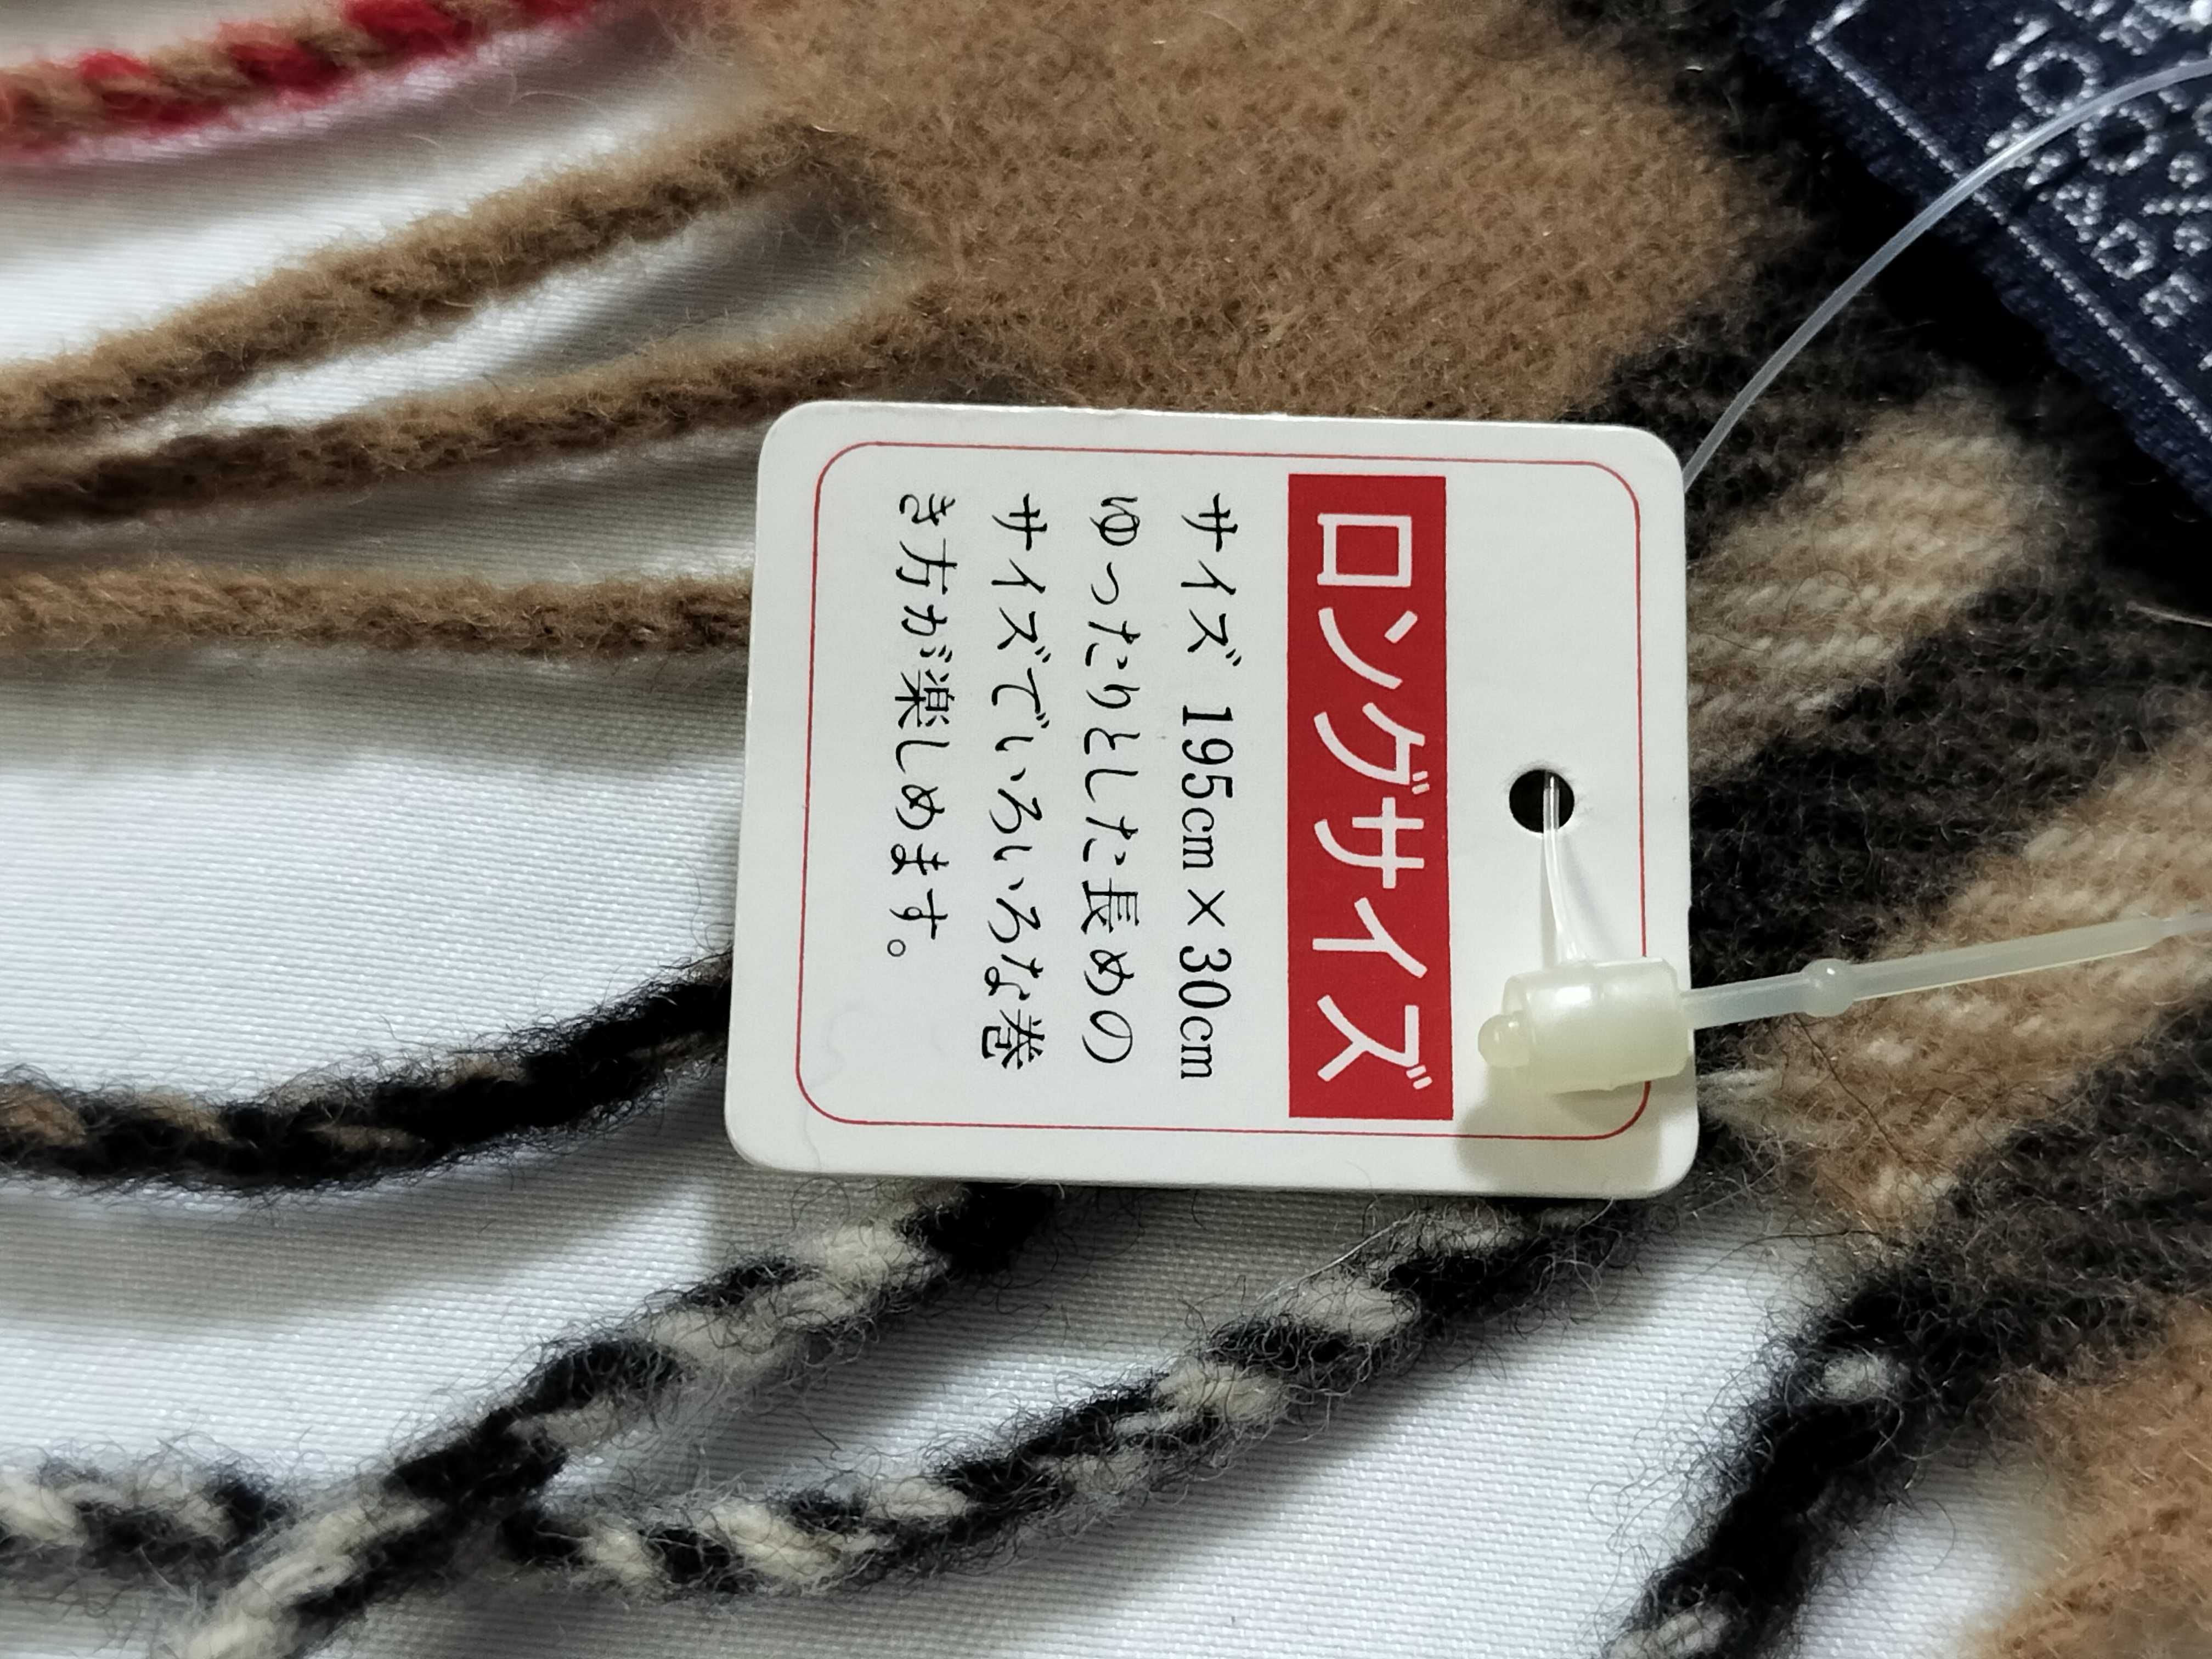 ロングサイズ
サイズ 195cm×30cm
ゆったりとした長めの
サイズでいろいろな巻
き方が楽しめます。
100%
MADE